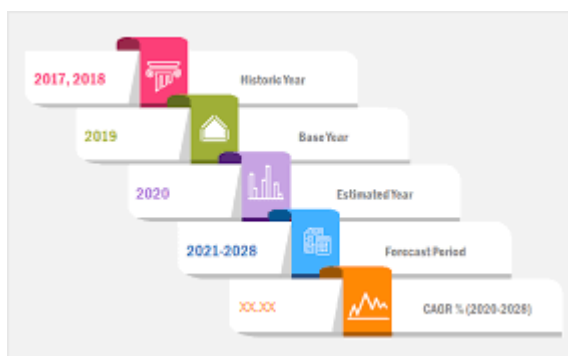 2017, 2018 Historic Year
2019 Base Year
2020 Estimated Year
2021-2028 Forecast Period
XX.XX CAGR % (2020-2028)